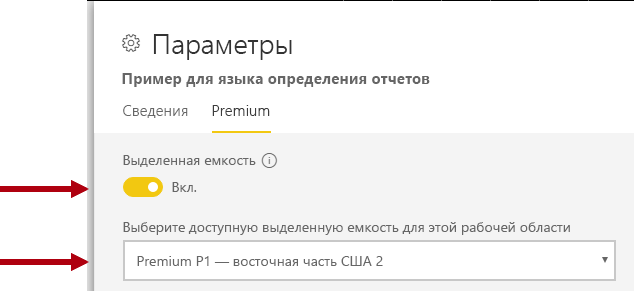 Параметры
Пример для языка определения отчетов
Сведения Premium
Выделенная емкость
Вкл.
Выберите доступную выделенную емкость для этой рабочей области
Premium P1 — восточная часть США 2